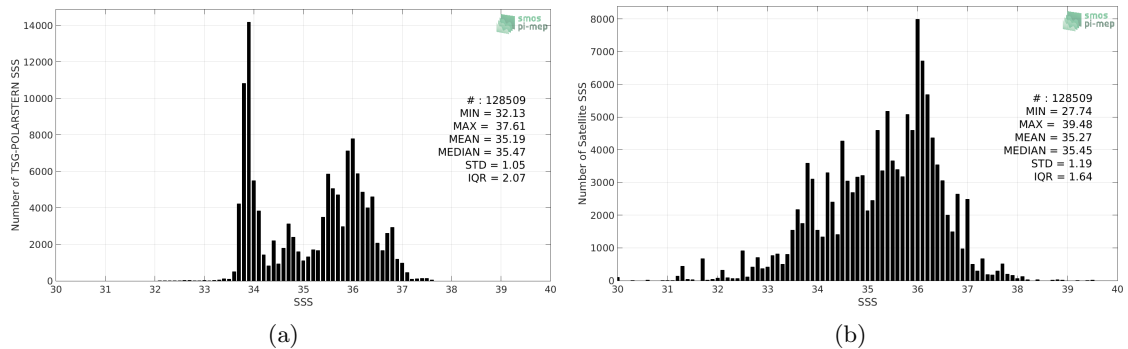 smos
pi-mep
Number of TSG-POLARSTERN SSS
14000
12000
10000
8000
6000
4000
2000
0
# : 128509
MIN = 32.13
MAX = 37.61
MEAN = 35.19
MEDIAN = 35.47
STD = 1.05
IQR = 2.07
30 31 32 33 34 35 36 37 38 39 40
SSS
(a)
smos
pi-mep
Number of Satellite SSS
8000
7000
6000
5000
4000
3000
2000
1000
0
# : 128509
MIN = 27.74
MAX = 39.48
MEAN = 35.27
MEDIAN = 35.45
STD = 1.19
IQR = 1.64
30 31 32 33 34 35 36 37 38 39 40
SSS
(b)